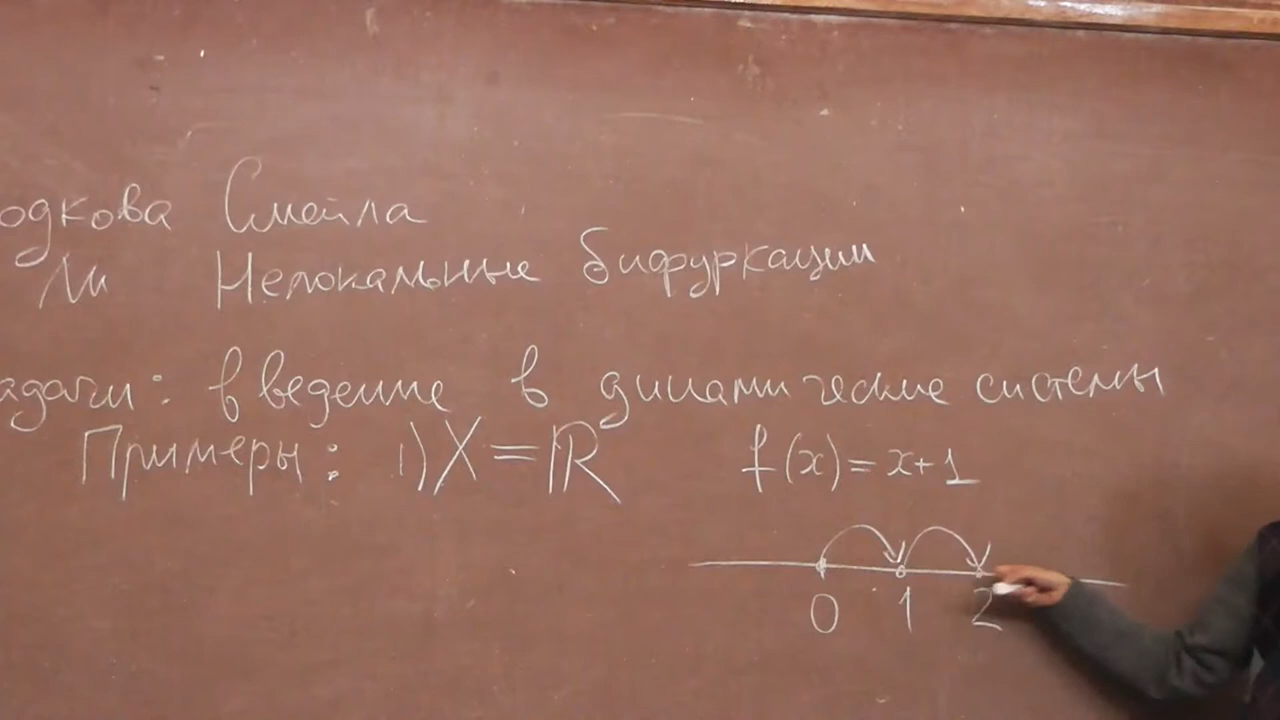 одкова Смейла
Ли Нелокальные бифуркации
адачи: введение в динамические системы
Примеры: 1) X = ℝ f(x) = x+1
0 1 2